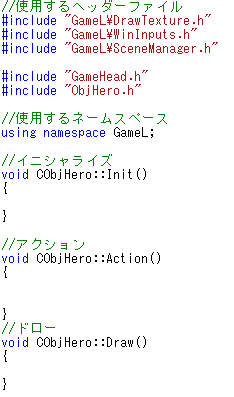 //使用するヘッダーファイル
#include "GameL¥DrawTexture.h"
#include "GameL¥WinInputs.h"
#include "GameL¥SceneManager.h"
#include "GameHead.h"
#include "ObjHero.h"
//使用するネームスペース
using namespace GameL;
//イニシャライズ
void CObjHero::Init()
{
}
//アクション
void CObjHero::Action()
{
}
//ドロー
void CObjHero::Draw()
{
}